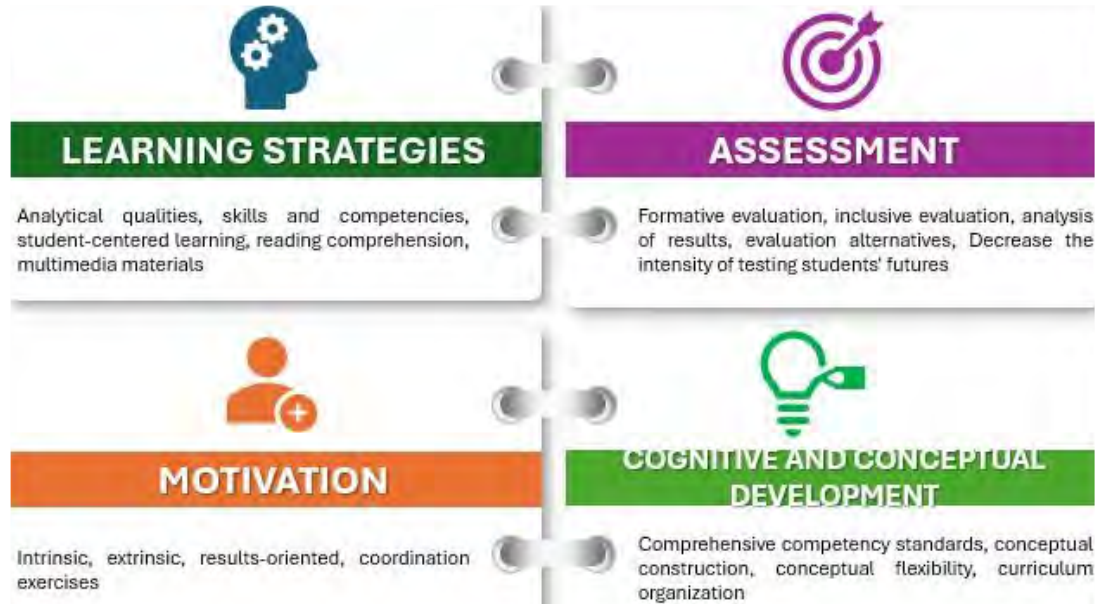 LEARNING STRATEGIES
Analytical qualities, skills and competencies,
student-centered learning, reading comprehension,
multimedia materials
ASSESSMENT
Formative evaluation, inclusive evaluation, analysis
of results, evaluation alternatives, Decrease the
intensity of testing students' futures
MOTIVATION
Intrinsic, extrinsic, results-oriented, coordination
exercises
COGNITIVE AND CONCEPTUAL
DEVELOPMENT
Comprehensive competency standards, conceptual
construction, conceptual flexibility, curriculum
organization